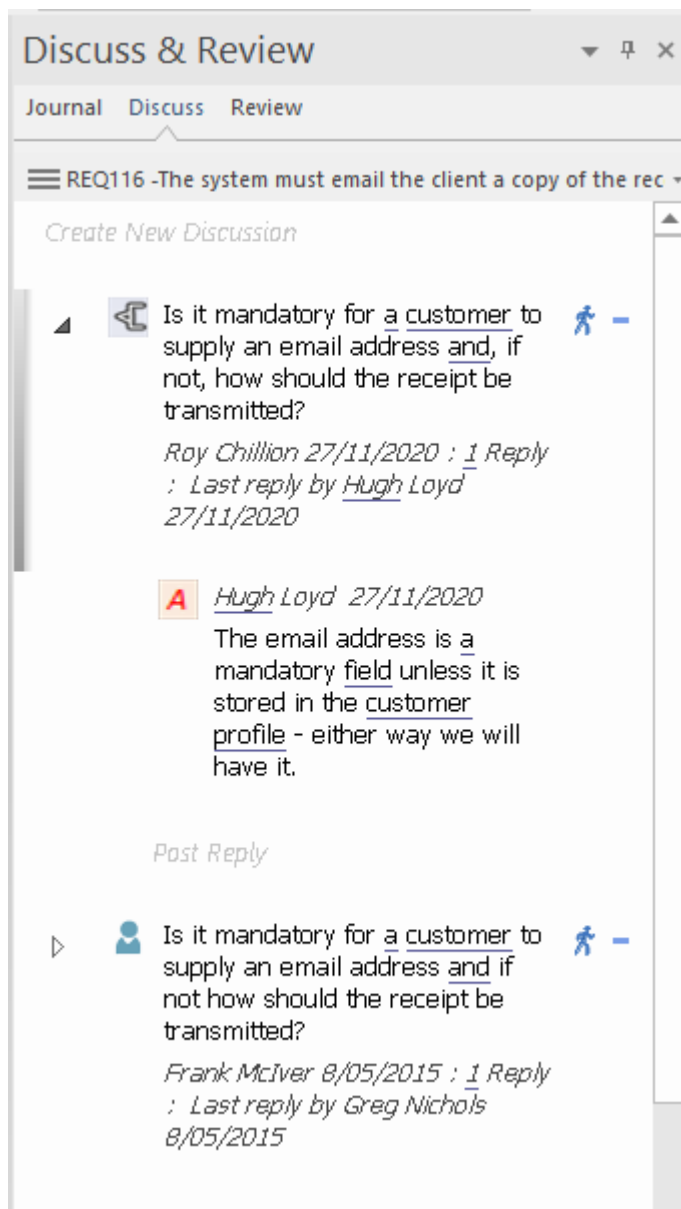 Discuss & Review
Journal Discuss Review
REQ116 -The system must email the client a copy of the rec
Create New Discussion
Is it mandatory for a customer to
supply an email address and, if
not, how should the receipt be
transmitted?
Roy Chillion 27/11/2020 : 1 Reply
: Last reply by Hugh Loyd
27/11/2020
A Hugh Loyd 27/11/2020
The email address is a
mandatory field unless it is
stored in the customer
profile - either way we will
have it.
Post Reply
Is it mandatory for a customer to
supply an email address and if
not how should the receipt be
transmitted?
Frank McIver 8/05/2015 : 1 Reply
: Last reply by Greg Nichols
8/05/2015